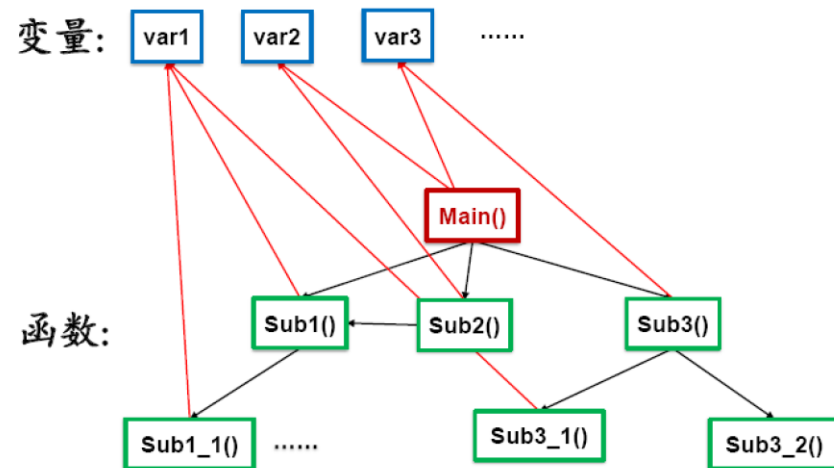 变量: var1 var2 var3 ......
Main()
函数: Sub1() Sub2() Sub3()
Sub1_1() ...... Sub3_1() Sub3_2()